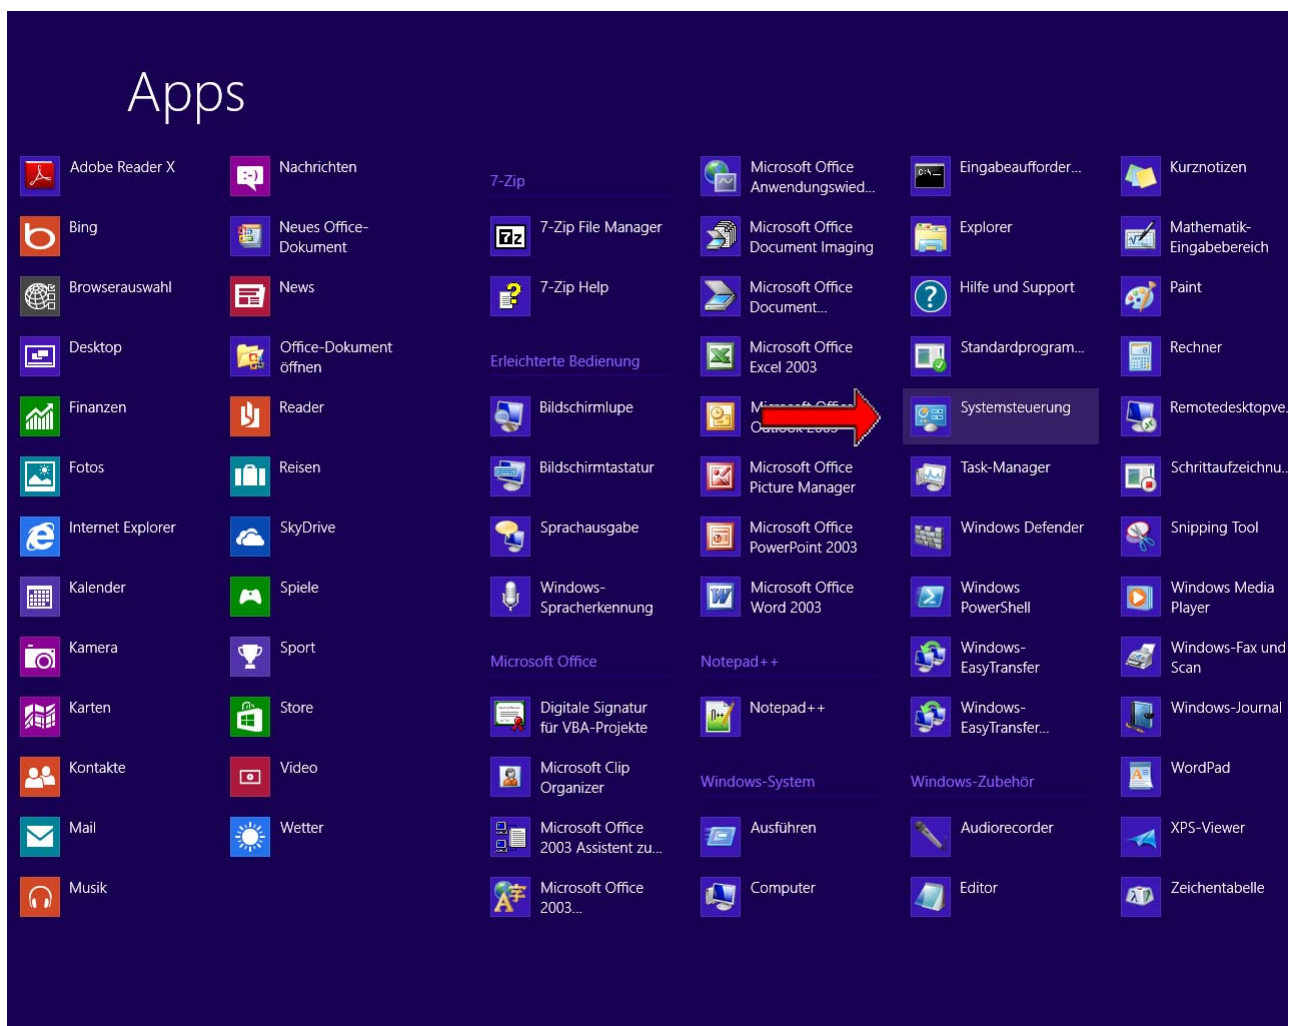 Apps
Adobe Reader X
Bing
Browserauswahl
Desktop
Finanzen
Fotos
Internet Explorer
Kalender
Kamera
Karten
Kontakte
Mail
Musik
Nachrichten
Neues Office-
Dokument
News
Office-Dokument
öffnen
Reader
Reisen
SkyDrive
Spiele
Sport
Store
Video
Wetter
7-Zip
7-Zip File Manager
7-Zip Help
Erleichterte Bedienung
Bildschirmlupe
Bildschirmtastatur
Sprachausgabe
Windows-
Spracherkennung
Microsoft Office
Digitale Signatur
für VBA-Projekte
Microsoft Clip
Organizer
Microsoft Office
2003 Assistent zu...
Microsoft Office
2003...
Microsoft Office
Anwendungswied...
Microsoft Office
Document Imaging
Microsoft Office
Document...
Microsoft Office
Excel 2003
Microsoft Office
Outlook 2003
Microsoft Office
Picture Manager
Microsoft Office
PowerPoint 2003
Microsoft Office
Word 2003
Notepad++
Notepad++
Windows-System
Ausführen
Computer
Eingabeaufforder...
Explorer
Hilfe und Support
Standardprogram...
Systemsteuerung
Task-Manager
Windows Defender
Windows
PowerShell
Windows-
EasyTransfer
Windows-
EasyTransfer...
Windows-Zubehör
Audiorecorder
Editor
Kurznotizen
Mathematik-
Eingabebereich
Paint
Rechner
Remotedesktopve.
Schrittaufzeichnu..
Snipping Tool
Windows Media
Player
Windows-Fax und
Scan
Windows-Journal
WordPad
XPS-Viewer
Zeichentabelle